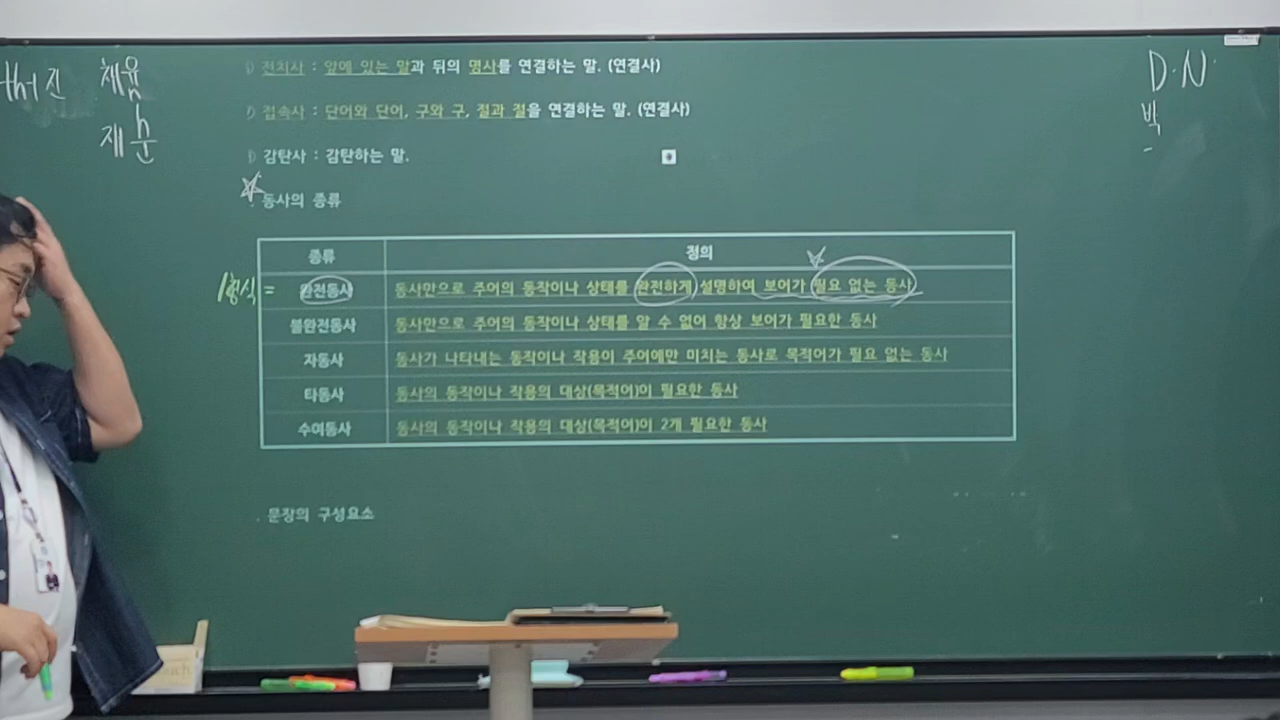 채윤
재문
D·N
박
전치사 : 앞에 있는 말과 뒤의 명사를 연결하는 말. (연결사)
접속사 : 단어와 단어, 구와 구, 절과 절을 연결하는 말. (연결사)
감탄사 : 감탄하는 말.
동사의 종류
종류 정의
1형식 = 완전동사 동사만으로 주어의 동작이나 상태를 완전하게 설명하여 보어가 필요 없는 동사
불완전동사 동사만으로 주어의 동작이나 상태를 알 수 없어 항상 보어가 필요한 동사
자동사 동사가 나타내는 동작이나 작용이 주어에만 미치는 동사로 목적어가 필요 없는 동사
타동사 동사의 동작이나 작용의 대상(목적어)이 필요한 동사
수여동사 동사의 동작이나 작용의 대상(목적어)이 2개 필요한 동사
. 문장의 구성요소